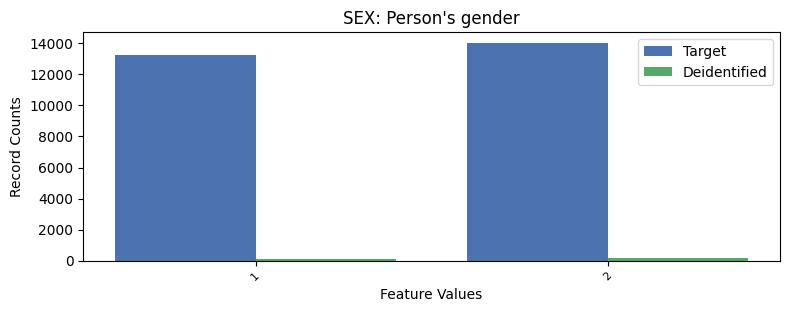 SEX: Person's gender
14000
12000
10000
8000
6000
4000
2000
0
Record Counts
Target
Deidentified
1
2
Feature Values